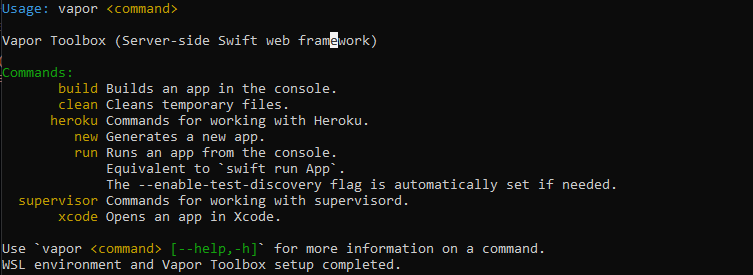 Usage: vapor <command>
Vapor Toolbox (Server-side Swift web framework)
Commands:
build Builds an app in the console.
clean Cleans temporary files.
heroku Commands for working with Heroku.
new Generates a new app.
run Runs an app from the console.
Equivalent to `swift run App`.
The --enable-test-discovery flag is automatically set if needed.
supervisor Commands for working with supervisord.
xcode Opens an app in Xcode.
Use `vapor <command> [--help,-h]` for more information on a command.
WSL environment and Vapor Toolbox setup completed.